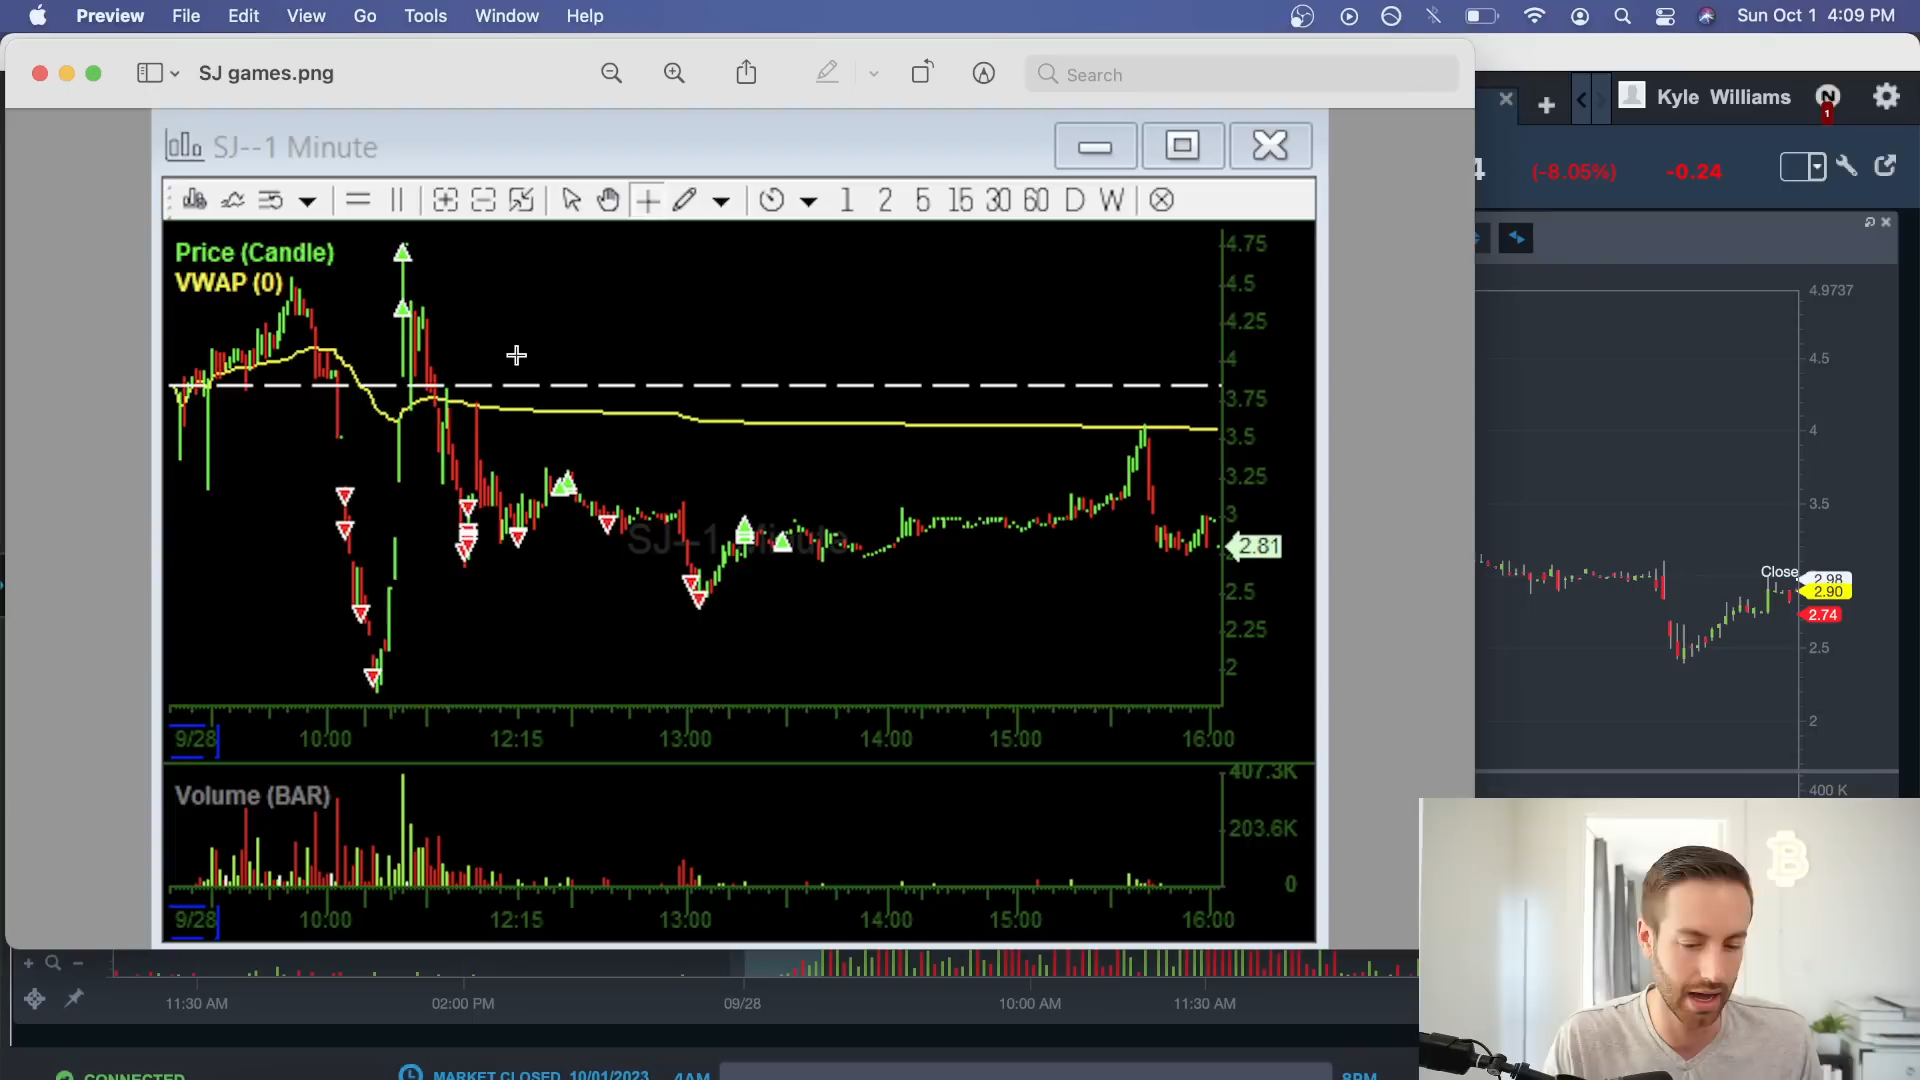 Preview File Edit View Go Tools Window Help
Sun Oct 1 4:09 PM
SJ games.png
Search
Kyle Williams
1
SJ--1 Minute
4 (-8.05%) -0.24
1 2 5 15 30 60 D W
Price (Candle)
VWAP (0)
4.75
4.5
4.25
4
3.75
3.5
3.25
3
2.81
2.5
2.25
2
SJ--1 Minute
9/28 10:00 12:15 13:00 14:00 15:00 16:00
Volume (BAR)
407.3K
203.6K
0
9/28 10:00 12:15 13:00 14:00 15:00 16:00
4.9737
4.5
4
3.5
Close 2.98
2.90
2.74
2.5
2
400 K
11:30 AM 02:00 PM 09/28 10:00 AM 11:30 AM
CONNECTED MARKET CLOSED 10/01/2023 4AM 8PM